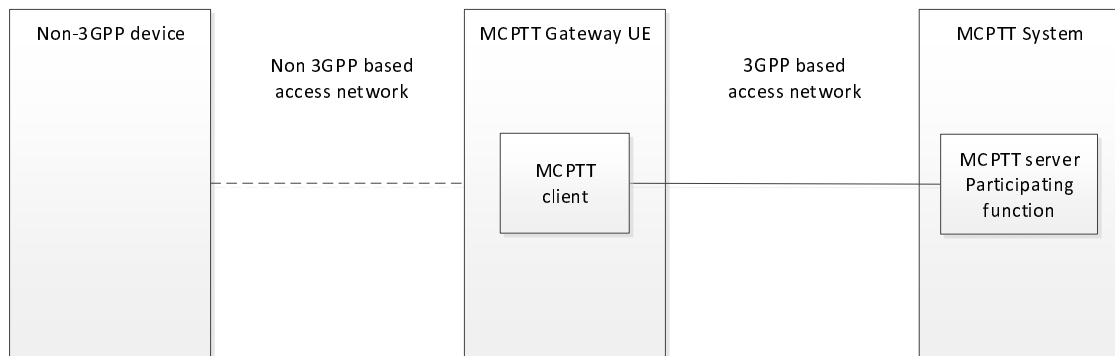 Non-3GPP device
MCPTT Gateway UE
MCPTT System
Non 3GPP based
access network
3GPP based
access network
MCPTT
client
MCPTT server
Participating
function